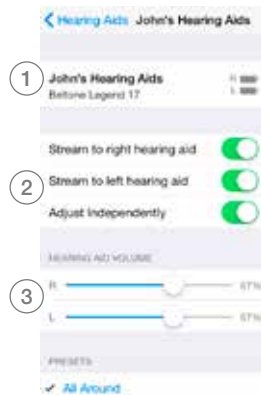 Hearing Aids John's Hearing Aids
1
John's Hearing Aids R
Beltone Legend 17 L
Stream to right hearing aid
2
Stream to left hearing aid
Adjust Independently
HEARING AID VOLUME
3
R 67%
L 67%
PRESETS
All Around